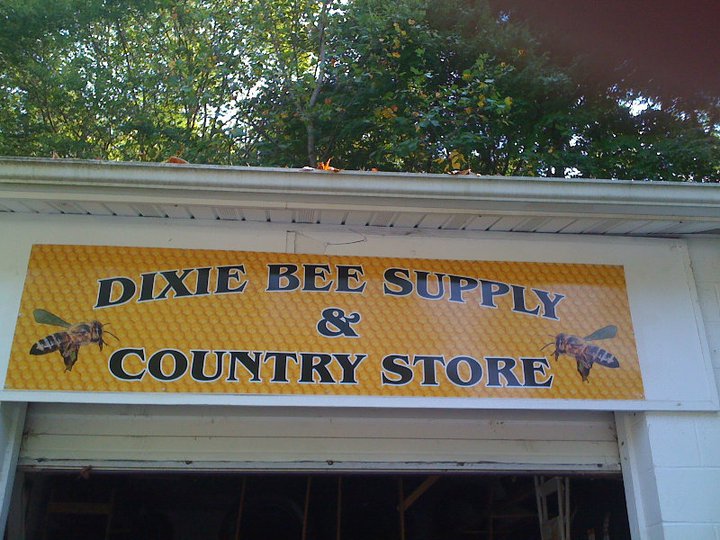 DIXIE BEE SUPPLY
&
COUNTRY STORE